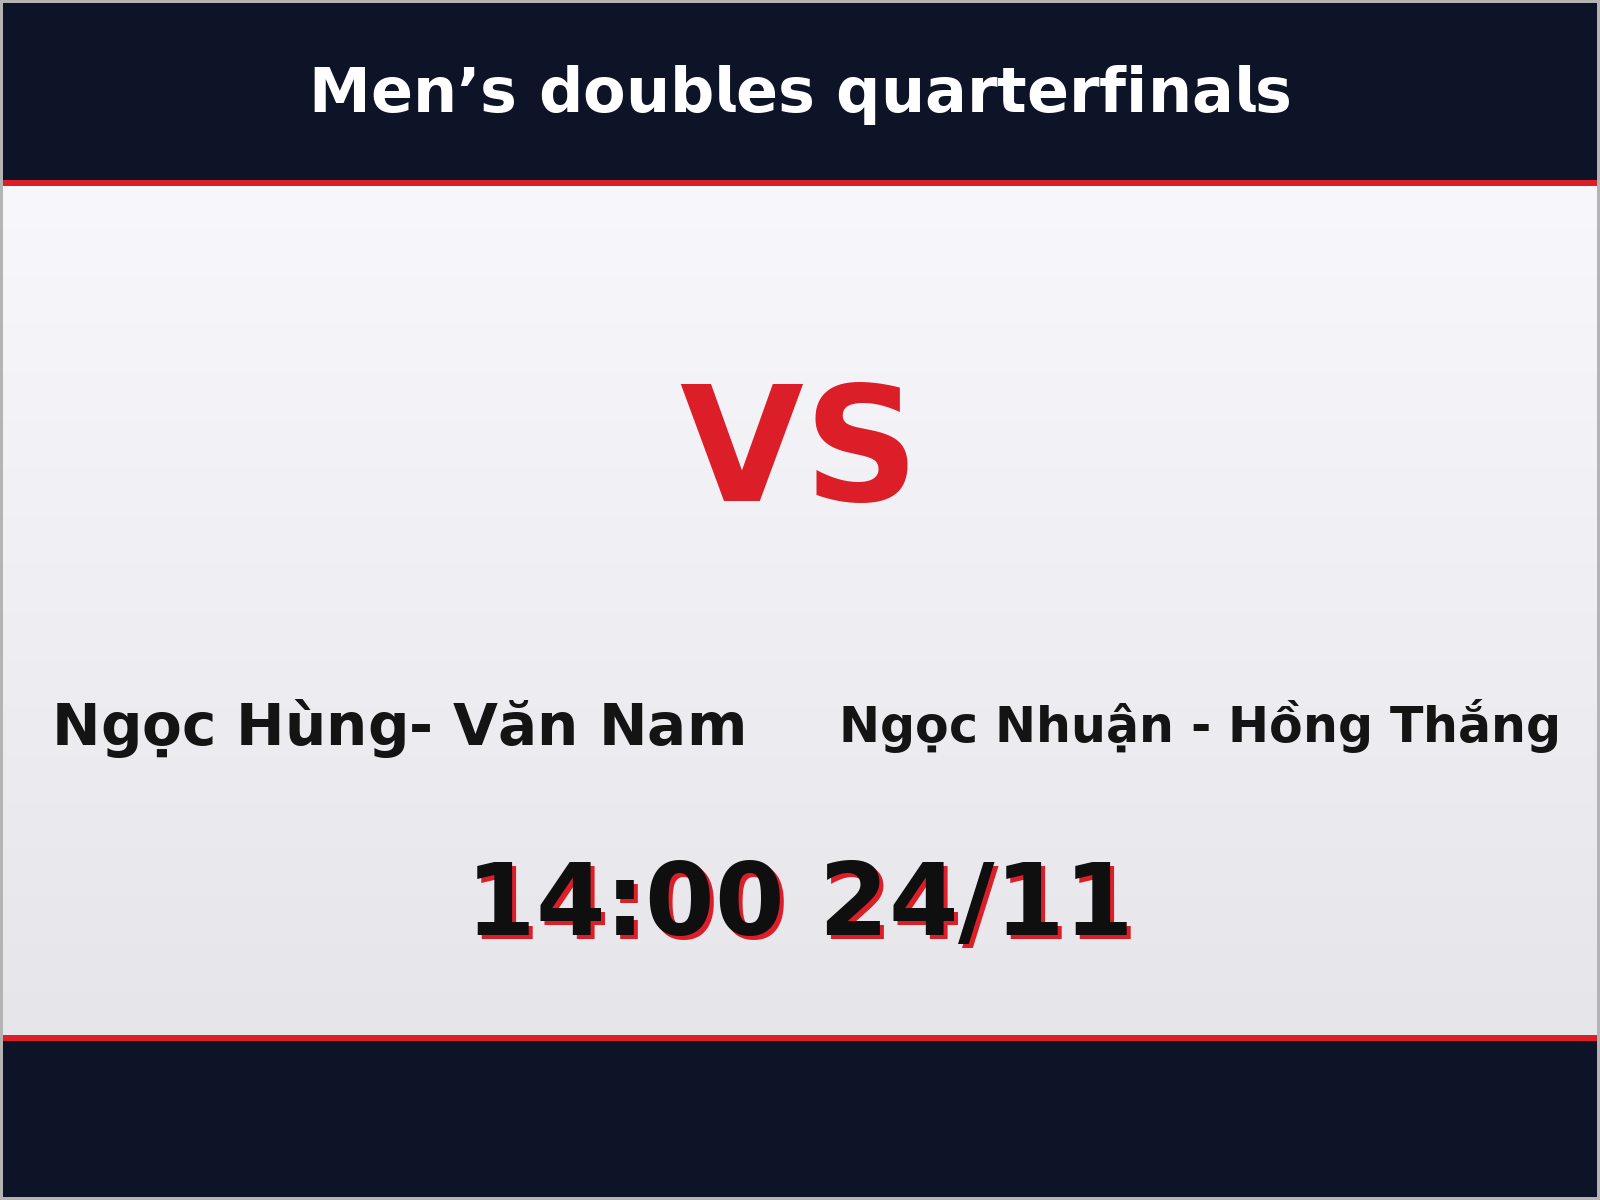 Men’s doubles quarterfinals
VS
Ngọc Hùng- Văn Nam
Ngọc Nhuận - Hồng Thắng
14:00 24/11